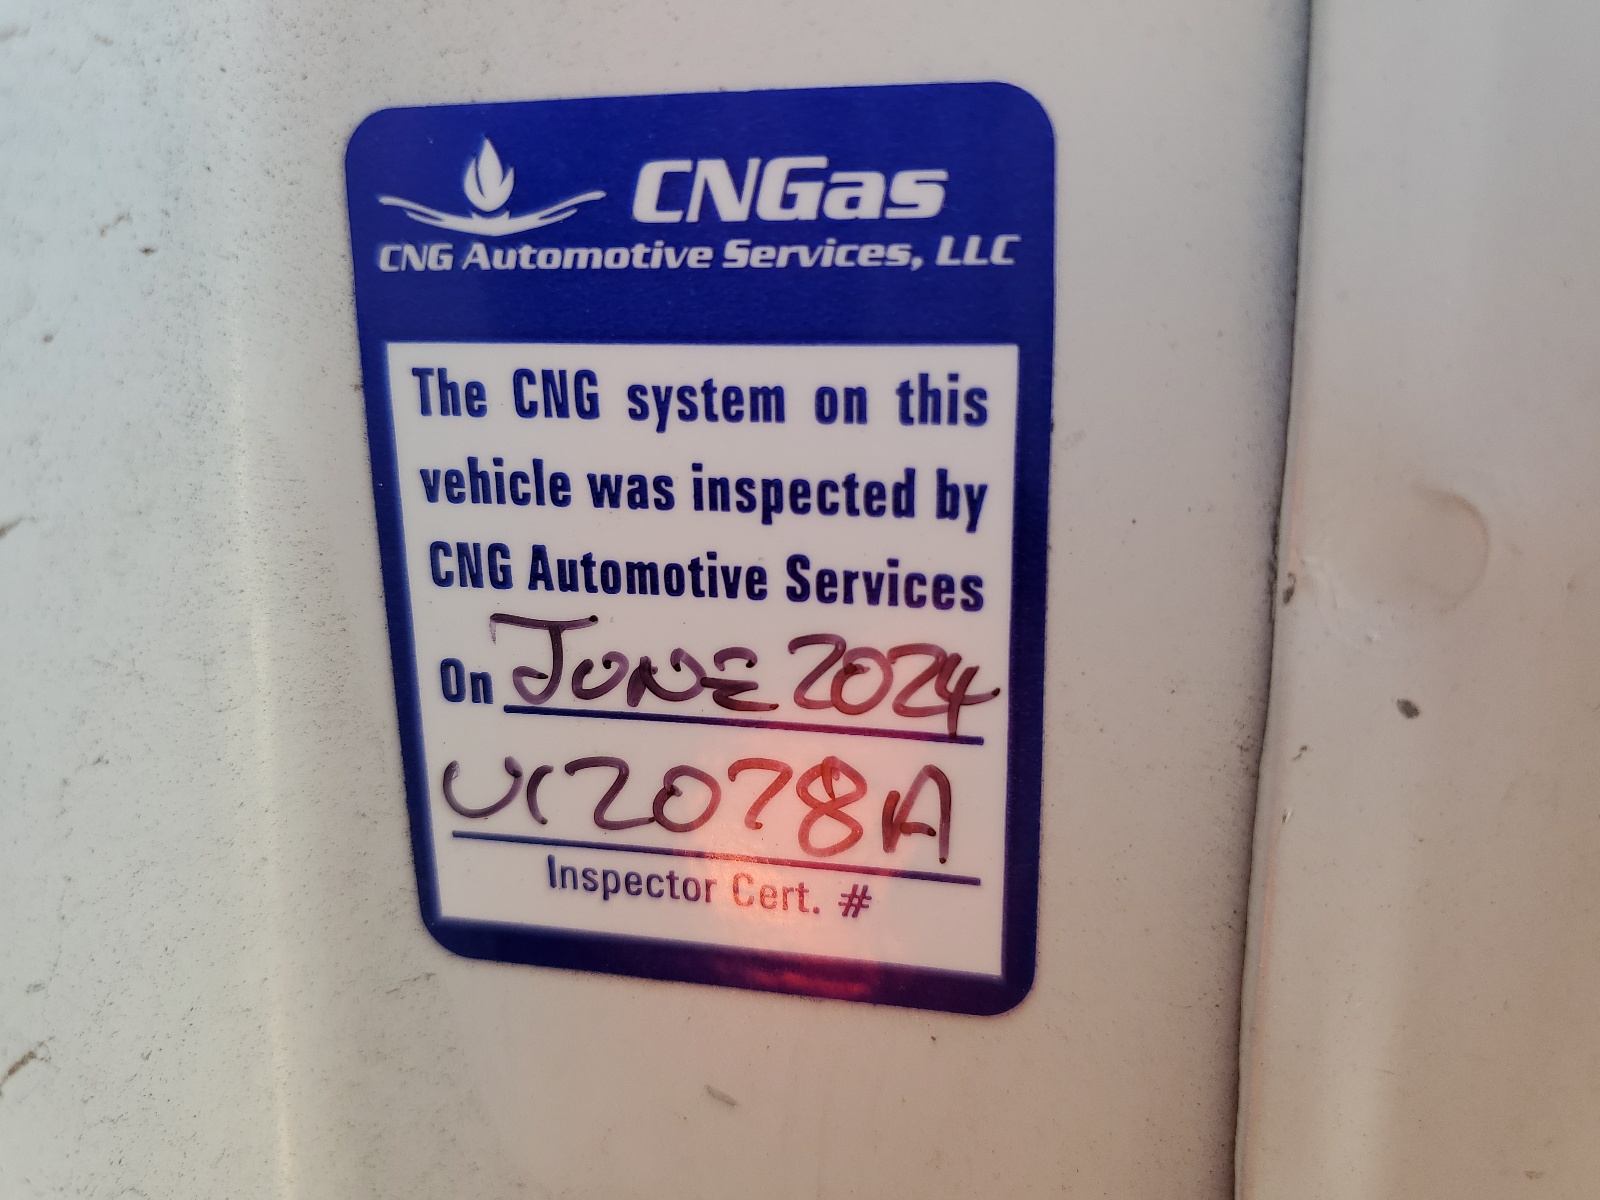 CNGas
CNG Automotive Services, LLC
The CNG system on this
vehicle was inspected by
CNG Automotive Services
On JUNE 2024
UC2078A
Inspector Cert. #